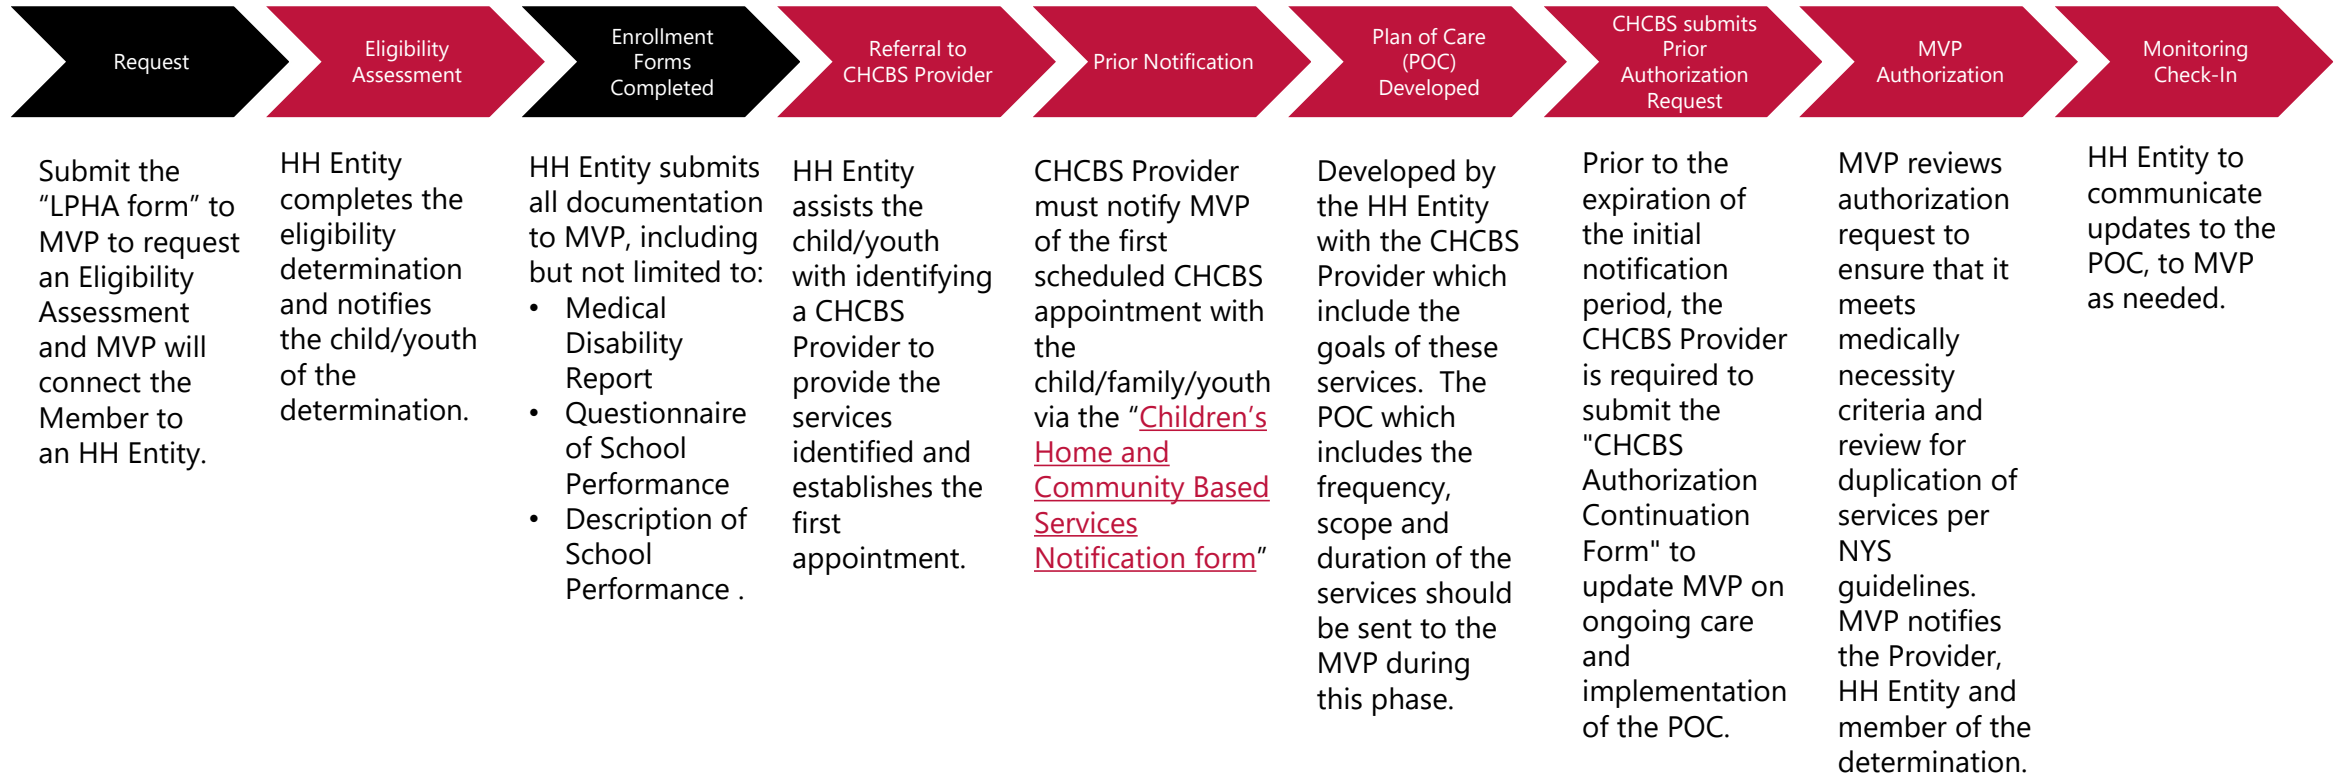 Request
Eligibility
Assessment
Enrollment
Forms
Completed
Referral to
CHCBS Provider
Prior Notification
Plan of Care
(POC)
Developed
CHCBS submits
Prior
Authorization
Request
MVP
Authorization
Monitoring
Check-In
Submit the
“LPHA form” to
MVP to request
an Eligibility
Assessment
and MVP will
connect the
Member to
an HH Entity.
HH Entity
completes the
eligibility
determination
and notifies
the child/youth
of the
determination.
HH Entity submits
all documentation
to MVP, including
but not limited to:
• Medical
Disability
Report
• Questionnaire
of School
Performance
• Description of
School
Performance .
HH Entity
assists the
child/youth
with identifying
a CHCBS
Provider to
provide the
services
identified and
establishes the
first
appointment.
CHCBS Provider
must notify MVP
of the first
scheduled CHCBS
appointment with
the
child/family/youth
via the “Children’s
Home and
Community Based
Services
Notification form”
Developed by
the HH Entity
with the CHCBS
Provider which
include the
goals of these
services.  The
POC which
includes the
frequency,
scope and
duration of the
services should
be sent to the
MVP during
this phase.
Prior to the
expiration of
the initial
notification
period, the
CHCBS Provider
is required to
submit the
"CHCBS
Authorization
Continuation
Form" to
update MVP on
ongoing care
and
implementation
of the POC.
MVP reviews
authorization
request to
ensure that it
meets
medically
necessity
criteria and
review for
duplication of
services per
NYS
guidelines.
MVP notifies
the Provider,
HH Entity and
member of the
determination.
HH Entity to
communicate
updates to the
POC, to MVP
as needed.